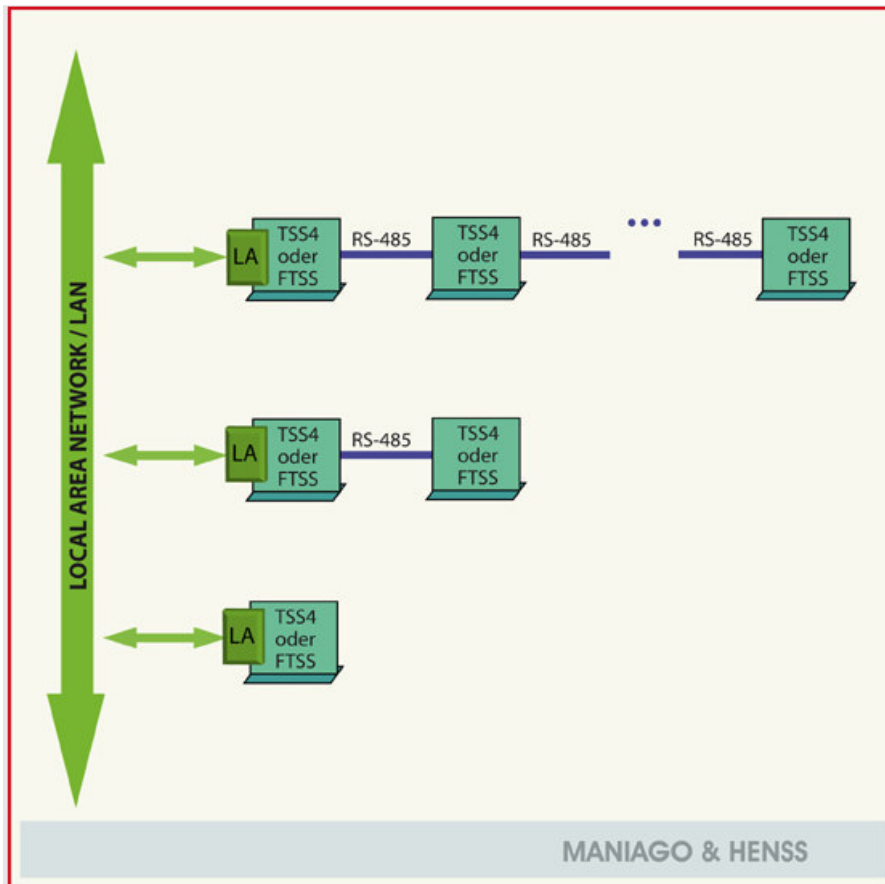 LOCAL AREA NETWORK / LAN
LA
TSS4
oder
FTSS
RS-485
TSS4
oder
FTSS
RS-485
•••
RS-485
TSS4
oder
FTSS
LA
TSS4
oder
FTSS
RS-485
TSS4
oder
FTSS
LA
TSS4
oder
FTSS
MANIAGO & HENSS